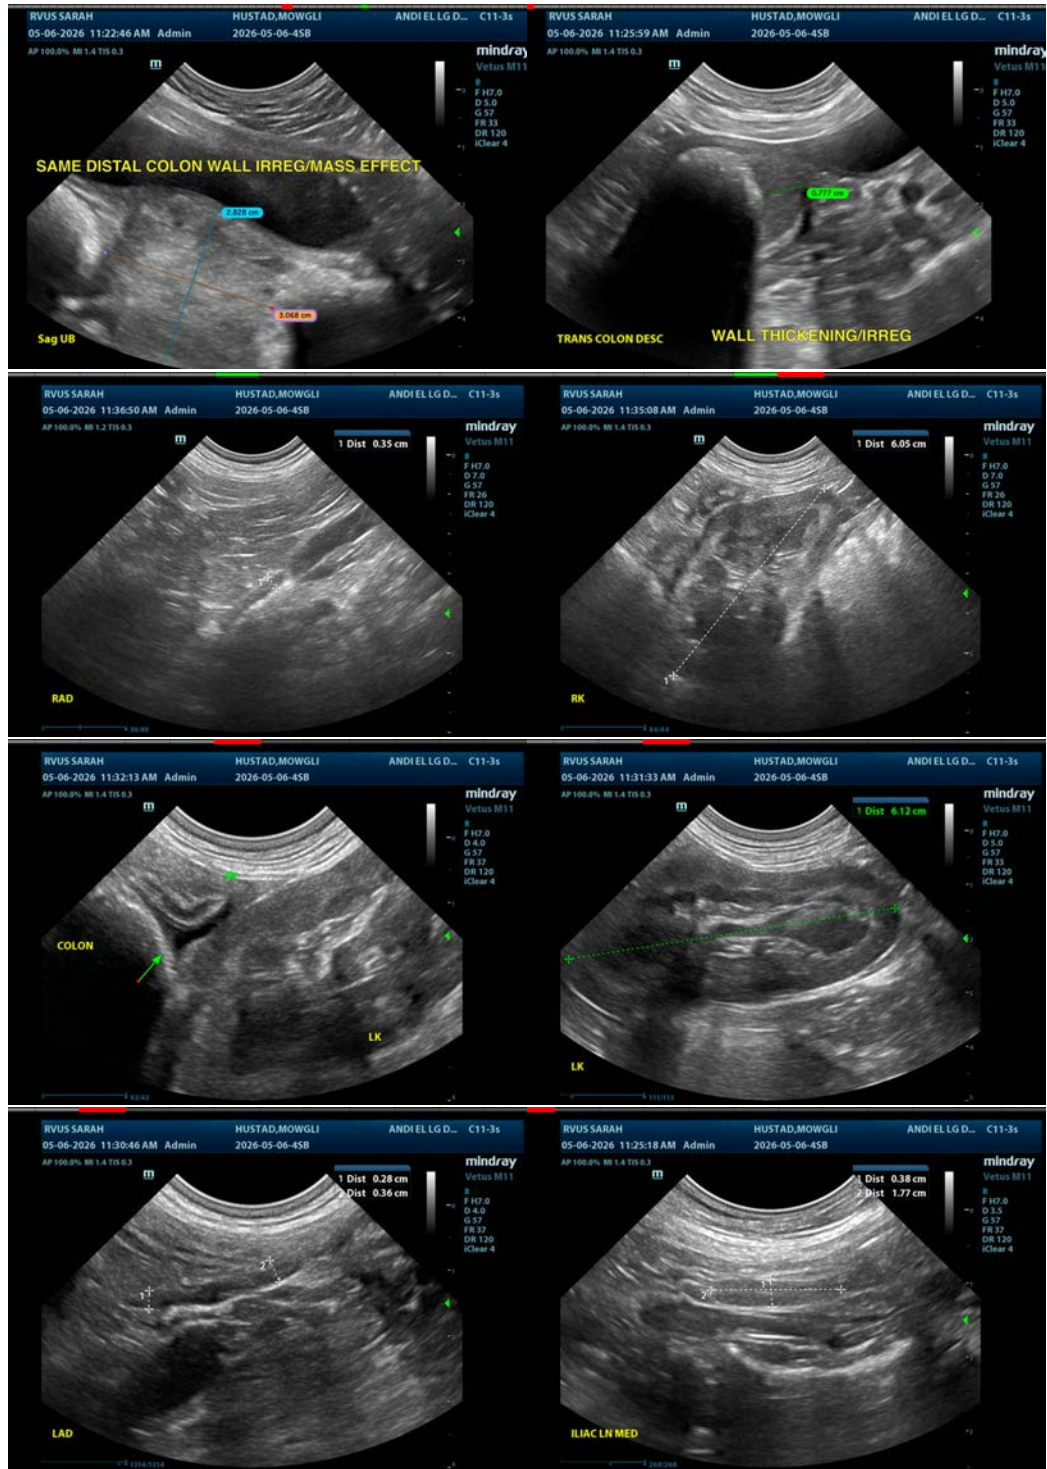 RVUS SARAH HUSTAD,MOWGLI ANDI EL LG D... C11-3s
05-06-2026 11:22:46 AM Admin 2026-05-06-4SB
AP 100.0% MI 1.4 TIS 0.3
mindray
Vetus M11
B
F H7.0
D 5.0
G 57
FR 33
DR 120
iClear 4
m
SAME DISTAL COLON WALL IRREG/MASS EFFECT
2.828 cm
3.068 cm
Sag UB
RVUS SARAH HUSTAD,MOWGLI ANDI EL LG D... C11-3s
05-06-2026 11:25:59 AM Admin 2026-05-06-4SB
AP 100.0% MI 1.4 TIS 0.3
mindray
Vetus M11
B
F H7.0
D 5.0
G 57
FR 33
DR 120
iClear 4
m
0.777 cm
TRANS COLON DESC
WALL THICKENING/IRREG
RVUS SARAH HUSTAD,MOWGLI ANDI EL LG D... C11-3s
05-06-2026 11:36:50 AM Admin 2026-05-06-4SB
AP 100.0% MI 1.2 TIS 0.3
mindray
Vetus M11
1 Dist 0.35 cm
B
F H7.0
D 7.0
G 57
FR 26
DR 120
iClear 4
m
1
RAD
RVUS SARAH HUSTAD,MOWGLI ANDI EL LG D... C11-3s
05-06-2026 11:35:08 AM Admin 2026-05-06-4SB
AP 100.0% MI 1.4 TIS 0.3
mindray
Vetus M11
1 Dist 6.05 cm
B
F H7.0
D 7.0
G 57
FR 26
DR 120
iClear 4
m
1
RK
44/44
RVUS SARAH HUSTAD,MOWGLI ANDI EL LG D... C11-3s
05-06-2026 11:32:13 AM Admin 2026-05-06-4SB
AP 100.0% MI 1.4 TIS 0.3
mindray
Vetus M11
B
F H7.0
D 4.0
G 57
FR 37
DR 120
iClear 4
m
COLON
LK
43/43
RVUS SARAH HUSTAD,MOWGLI ANDI EL LG D... C11-3s
05-06-2026 11:31:33 AM Admin 2026-05-06-4SB
AP 100.0% MI 1.4 TIS 0.3
mindray
Vetus M11
1 Dist 6.12 cm
B
F H7.0
D 5.0
G 57
FR 33
DR 120
iClear 4
m
LK
RVUS SARAH HUSTAD,MOWGLI ANDI EL LG D... C11-3s
05-06-2026 11:30:46 AM Admin 2026-05-06-4SB
AP 100.0% MI 1.4 TIS 0.3
mindray
Vetus M11
1 Dist 0.28 cm
Dist 0.36 cm
B
F H7.0
D 4.0
G 57
FR 37
DR 120
iClear 4
m
2
1
LAD
1314/1314
RVUS SARAH HUSTAD,MOWGLI ANDI EL LG D... C11-3s
05-06-2026 11:25:18 AM Admin 2026-05-06-4SB
AP 100.0% MI 1.4 TIS 0.3
mindray
Vetus M11
1 Dist 0.38 cm
2 Dist 1.77 cm
B
F H7.0
D 3.5
G 57
FR 37
DR 120
iClear 4
m
1
2
ILIAC LN MED
268/268